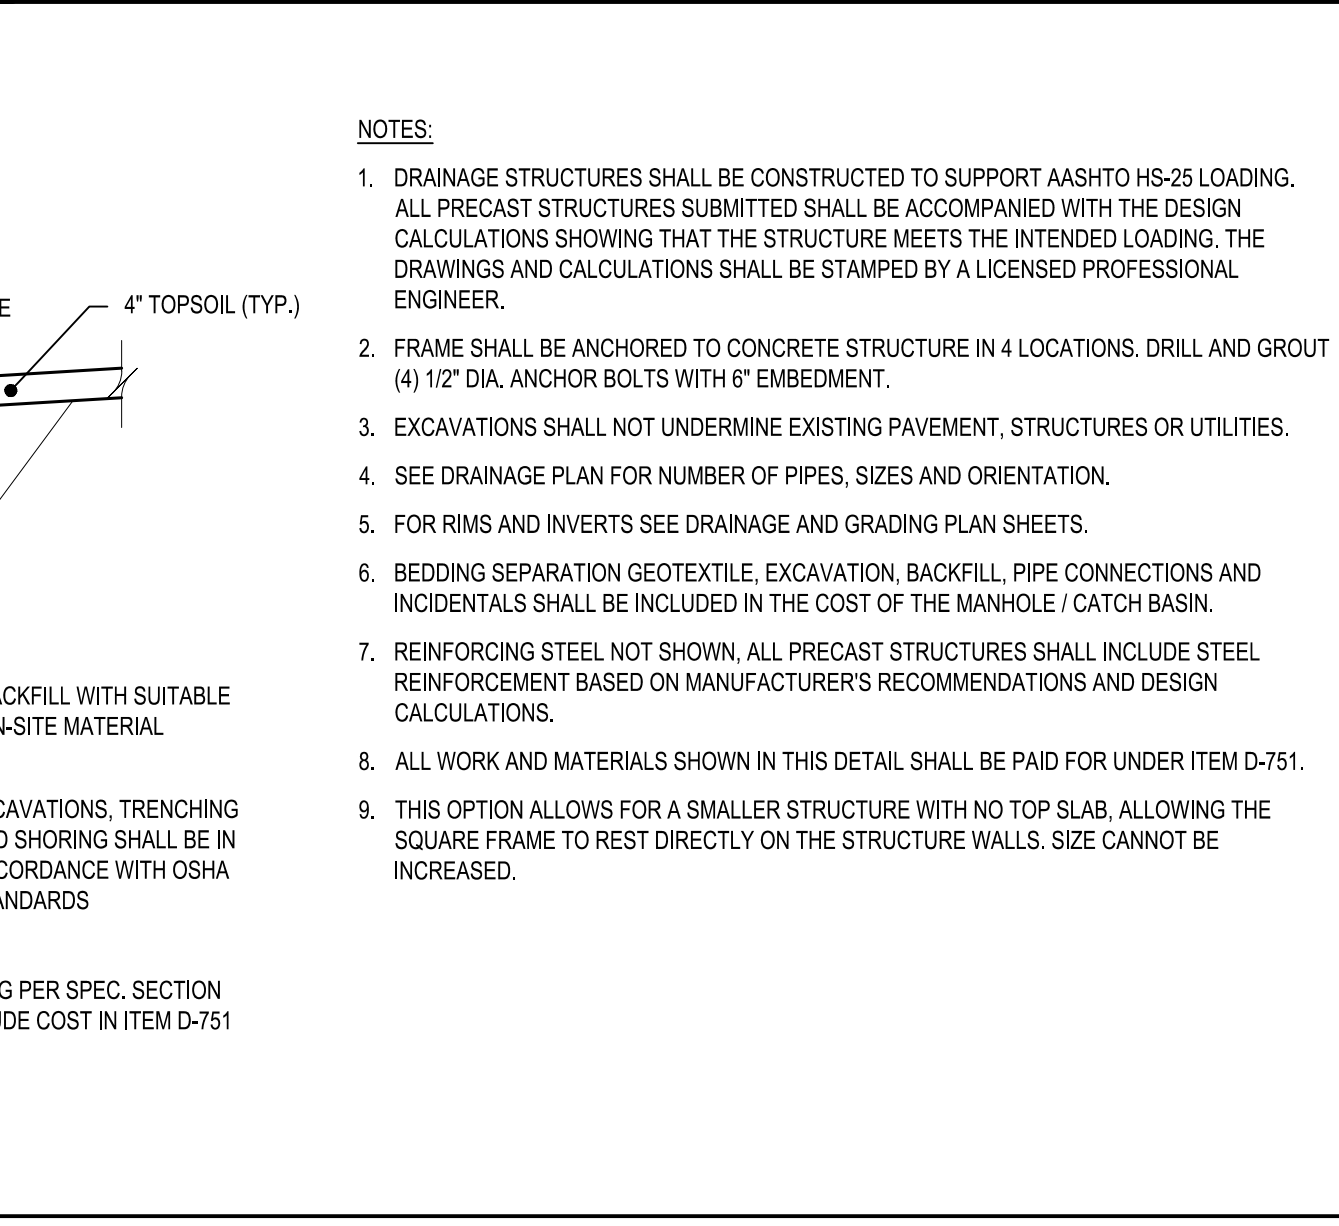 NOTES:
1. DRAINAGE STRUCTURES SHALL BE CONSTRUCTED TO SUPPORT AASHTO HS-25 LOADING.
ALL PRECAST STRUCTURES SUBMITTED SHALL BE ACCOMPANIED WITH THE DESIGN
CALCULATIONS SHOWING THAT THE STRUCTURE MEETS THE INTENDED LOADING. THE
DRAWINGS AND CALCULATIONS SHALL BE STAMPED BY A LICENSED PROFESSIONAL
ENGINEER.
2. FRAME SHALL BE ANCHORED TO CONCRETE STRUCTURE IN 4 LOCATIONS. DRILL AND GROUT
(4) 1/2" DIA. ANCHOR BOLTS WITH 6" EMBEDMENT.
3. EXCAVATIONS SHALL NOT UNDERMINE EXISTING PAVEMENT, STRUCTURES OR UTILITIES.
4. SEE DRAINAGE PLAN FOR NUMBER OF PIPES, SIZES AND ORIENTATION.
5. FOR RIMS AND INVERTS SEE DRAINAGE AND GRADING PLAN SHEETS.
6. BEDDING SEPARATION GEOTEXTILE, EXCAVATION, BACKFILL, PIPE CONNECTIONS AND
INCIDENTALS SHALL BE INCLUDED IN THE COST OF THE MANHOLE / CATCH BASIN.
7. REINFORCING STEEL NOT SHOWN, ALL PRECAST STRUCTURES SHALL INCLUDE STEEL
REINFORCEMENT BASED ON MANUFACTURER'S RECOMMENDATIONS AND DESIGN
CALCULATIONS.
8. ALL WORK AND MATERIALS SHOWN IN THIS DETAIL SHALL BE PAID FOR UNDER ITEM D-751.
9. THIS OPTION ALLOWS FOR A SMALLER STRUCTURE WITH NO TOP SLAB, ALLOWING THE
SQUARE FRAME TO REST DIRECTLY ON THE STRUCTURE WALLS. SIZE CANNOT BE
INCREASED.
E
4" TOPSOIL (TYP.)
ACKFILL WITH SUITABLE
N-SITE MATERIAL
CAVATIONS, TRENCHING
D SHORING SHALL BE IN
CCORDANCE WITH OSHA
ANDARDS
G PER SPEC. SECTION
UDE COST IN ITEM D-751